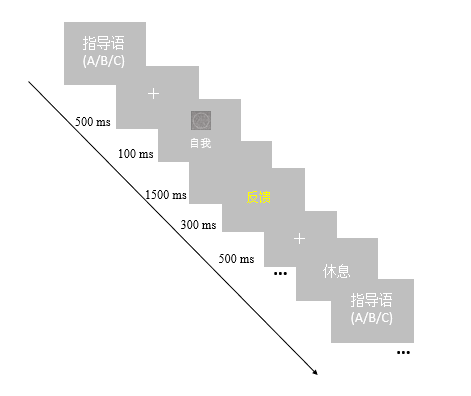 指导语
(A/B/C)
500 ms
自我
100 ms
1500 ms
反馈
300 ms
500 ms
...
休息
指导语
(A/B/C)
...